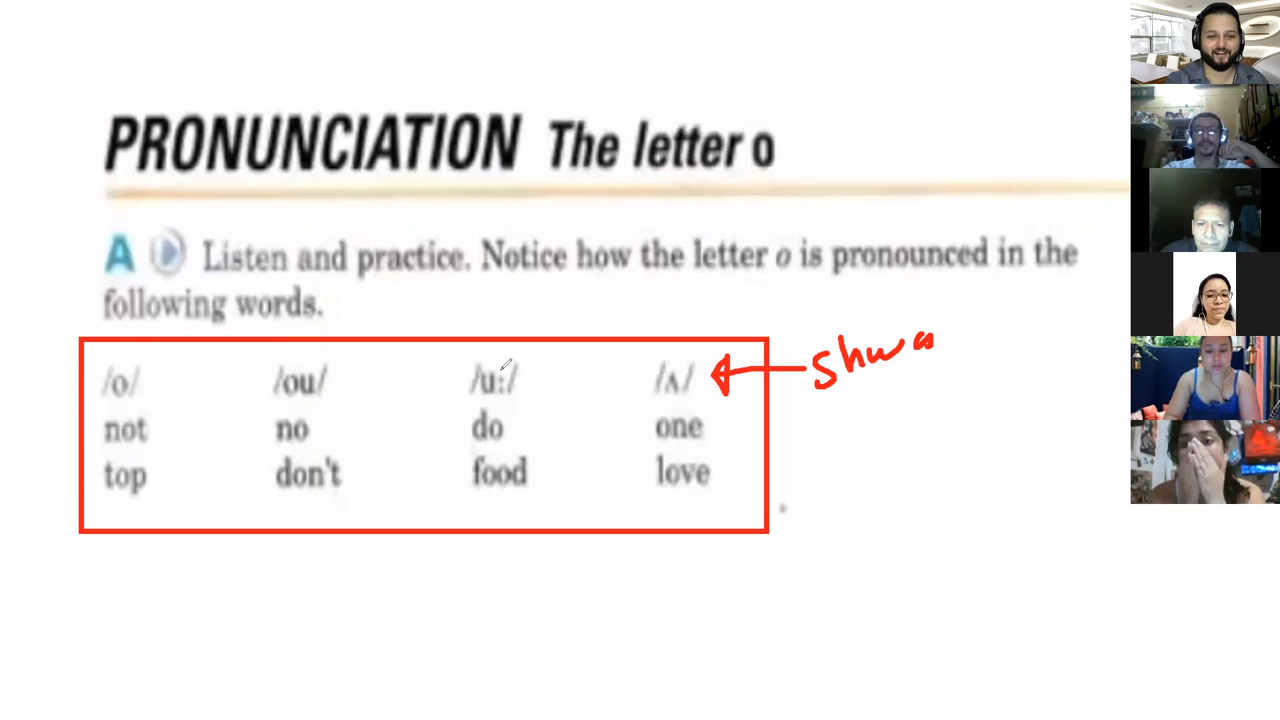 PRONUNCIATION The letter o
A Listen and practice. Notice how the letter o is pronounced in the
following words.
/o/ /ou/ /u:/ /ʌ/ shwa
not no do one
top don't food love